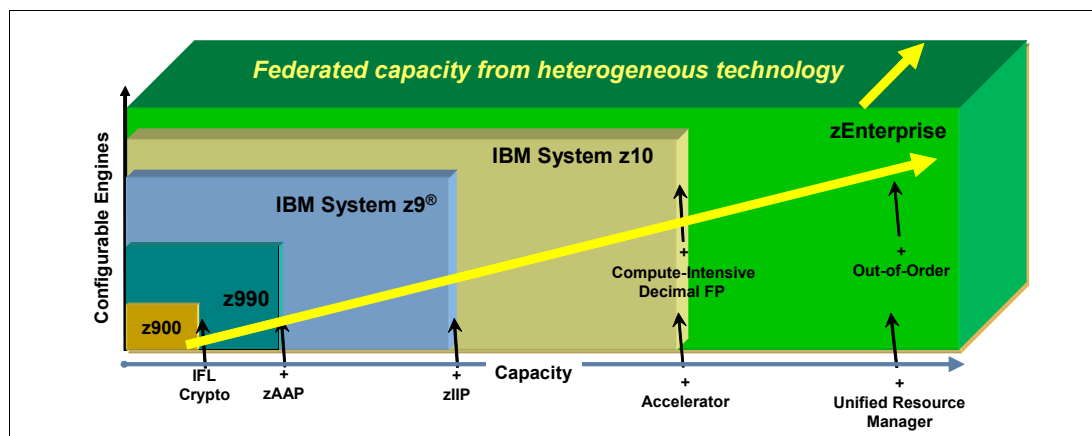 Federated capacity from heterogeneous technology
zEnterprise
IBM System z10
IBM System z9®
z990
z900
Configurable Engines
+
Compute-Intensive
Decimal FP
+
Out-of-Order
IFL
Crypto
+
zAAP
+
zIIP
Capacity
+
Accelerator
+
Unified Resource
Manager